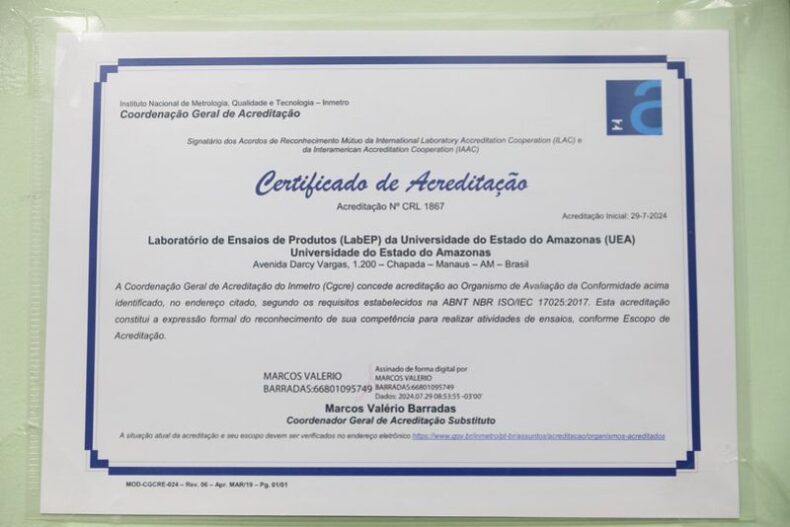 Instituto Nacional de Metrologia, Qualidade e Tecnologia – Inmetro
Coordenação Geral de Acreditação
Signatário dos Acordos de Reconhecimento Mútuo da International Laboratory Accreditation Cooperation (ILAC) e
da Interamerican Accreditation Cooperation (IAAC)
Certificado de Acreditação
Acreditação Nº CRL 1867
Acreditação Inicial: 29-7-2024
Laboratório de Ensaios de Produtos (LabEP) da Universidade do Estado do Amazonas (UEA)
Universidade do Estado do Amazonas
Avenida Darcy Vargas, 1.200 – Chapada – Manaus – AM – Brasil
A Coordenação Geral de Acreditação do Inmetro (Cgcre) concede acreditação ao Organismo de Avaliação da Conformidade acima
identificado, no endereço citado, segundo os requisitos estabelecidos na ABNT NBR ISO/IEC 17025:2017. Esta acreditação
constitui a expressão formal do reconhecimento de sua competência para realizar atividades de ensaios, conforme Escopo de
Acreditação.
MARCOS VALERIO
BARRADAS:66801095749
Assinado de forma digital por
MARCOS VALERIO
BARRADAS:66801095749
Dados: 2024.07.29 08:53:55 -03'00'
Marcos Valério Barradas
Coordenador Geral de Acreditação Substituto
A situação atual da acreditação e seu escopo devem ser verificados no endereço eletrônico https://www.gov.br/inmetro/pt-br/assuntos/acreditacao/organismos-acreditados
MOD-CGCRE-024 – Rev. 06 – Apr. MAR/19 – Pg. 01/01